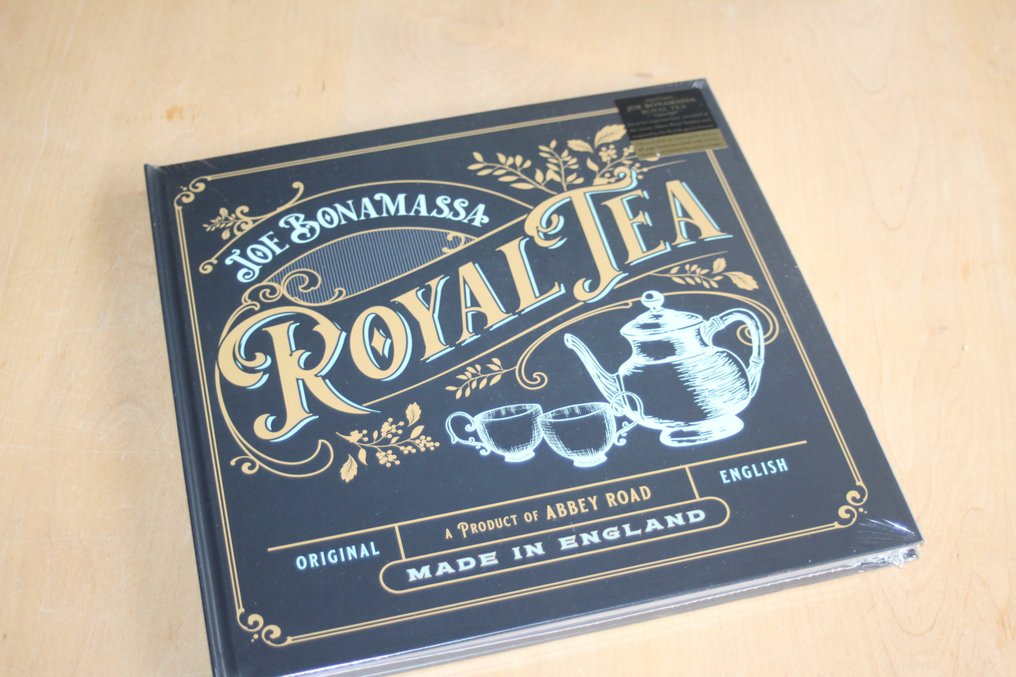 JOE BONAMASSA
ROYAL TEA
JOE BONAMASSA
ROYAL TEA
ORIGINAL
A PRODUCT OF ABBEY ROAD
ENGLISH
MADE IN ENGLAND